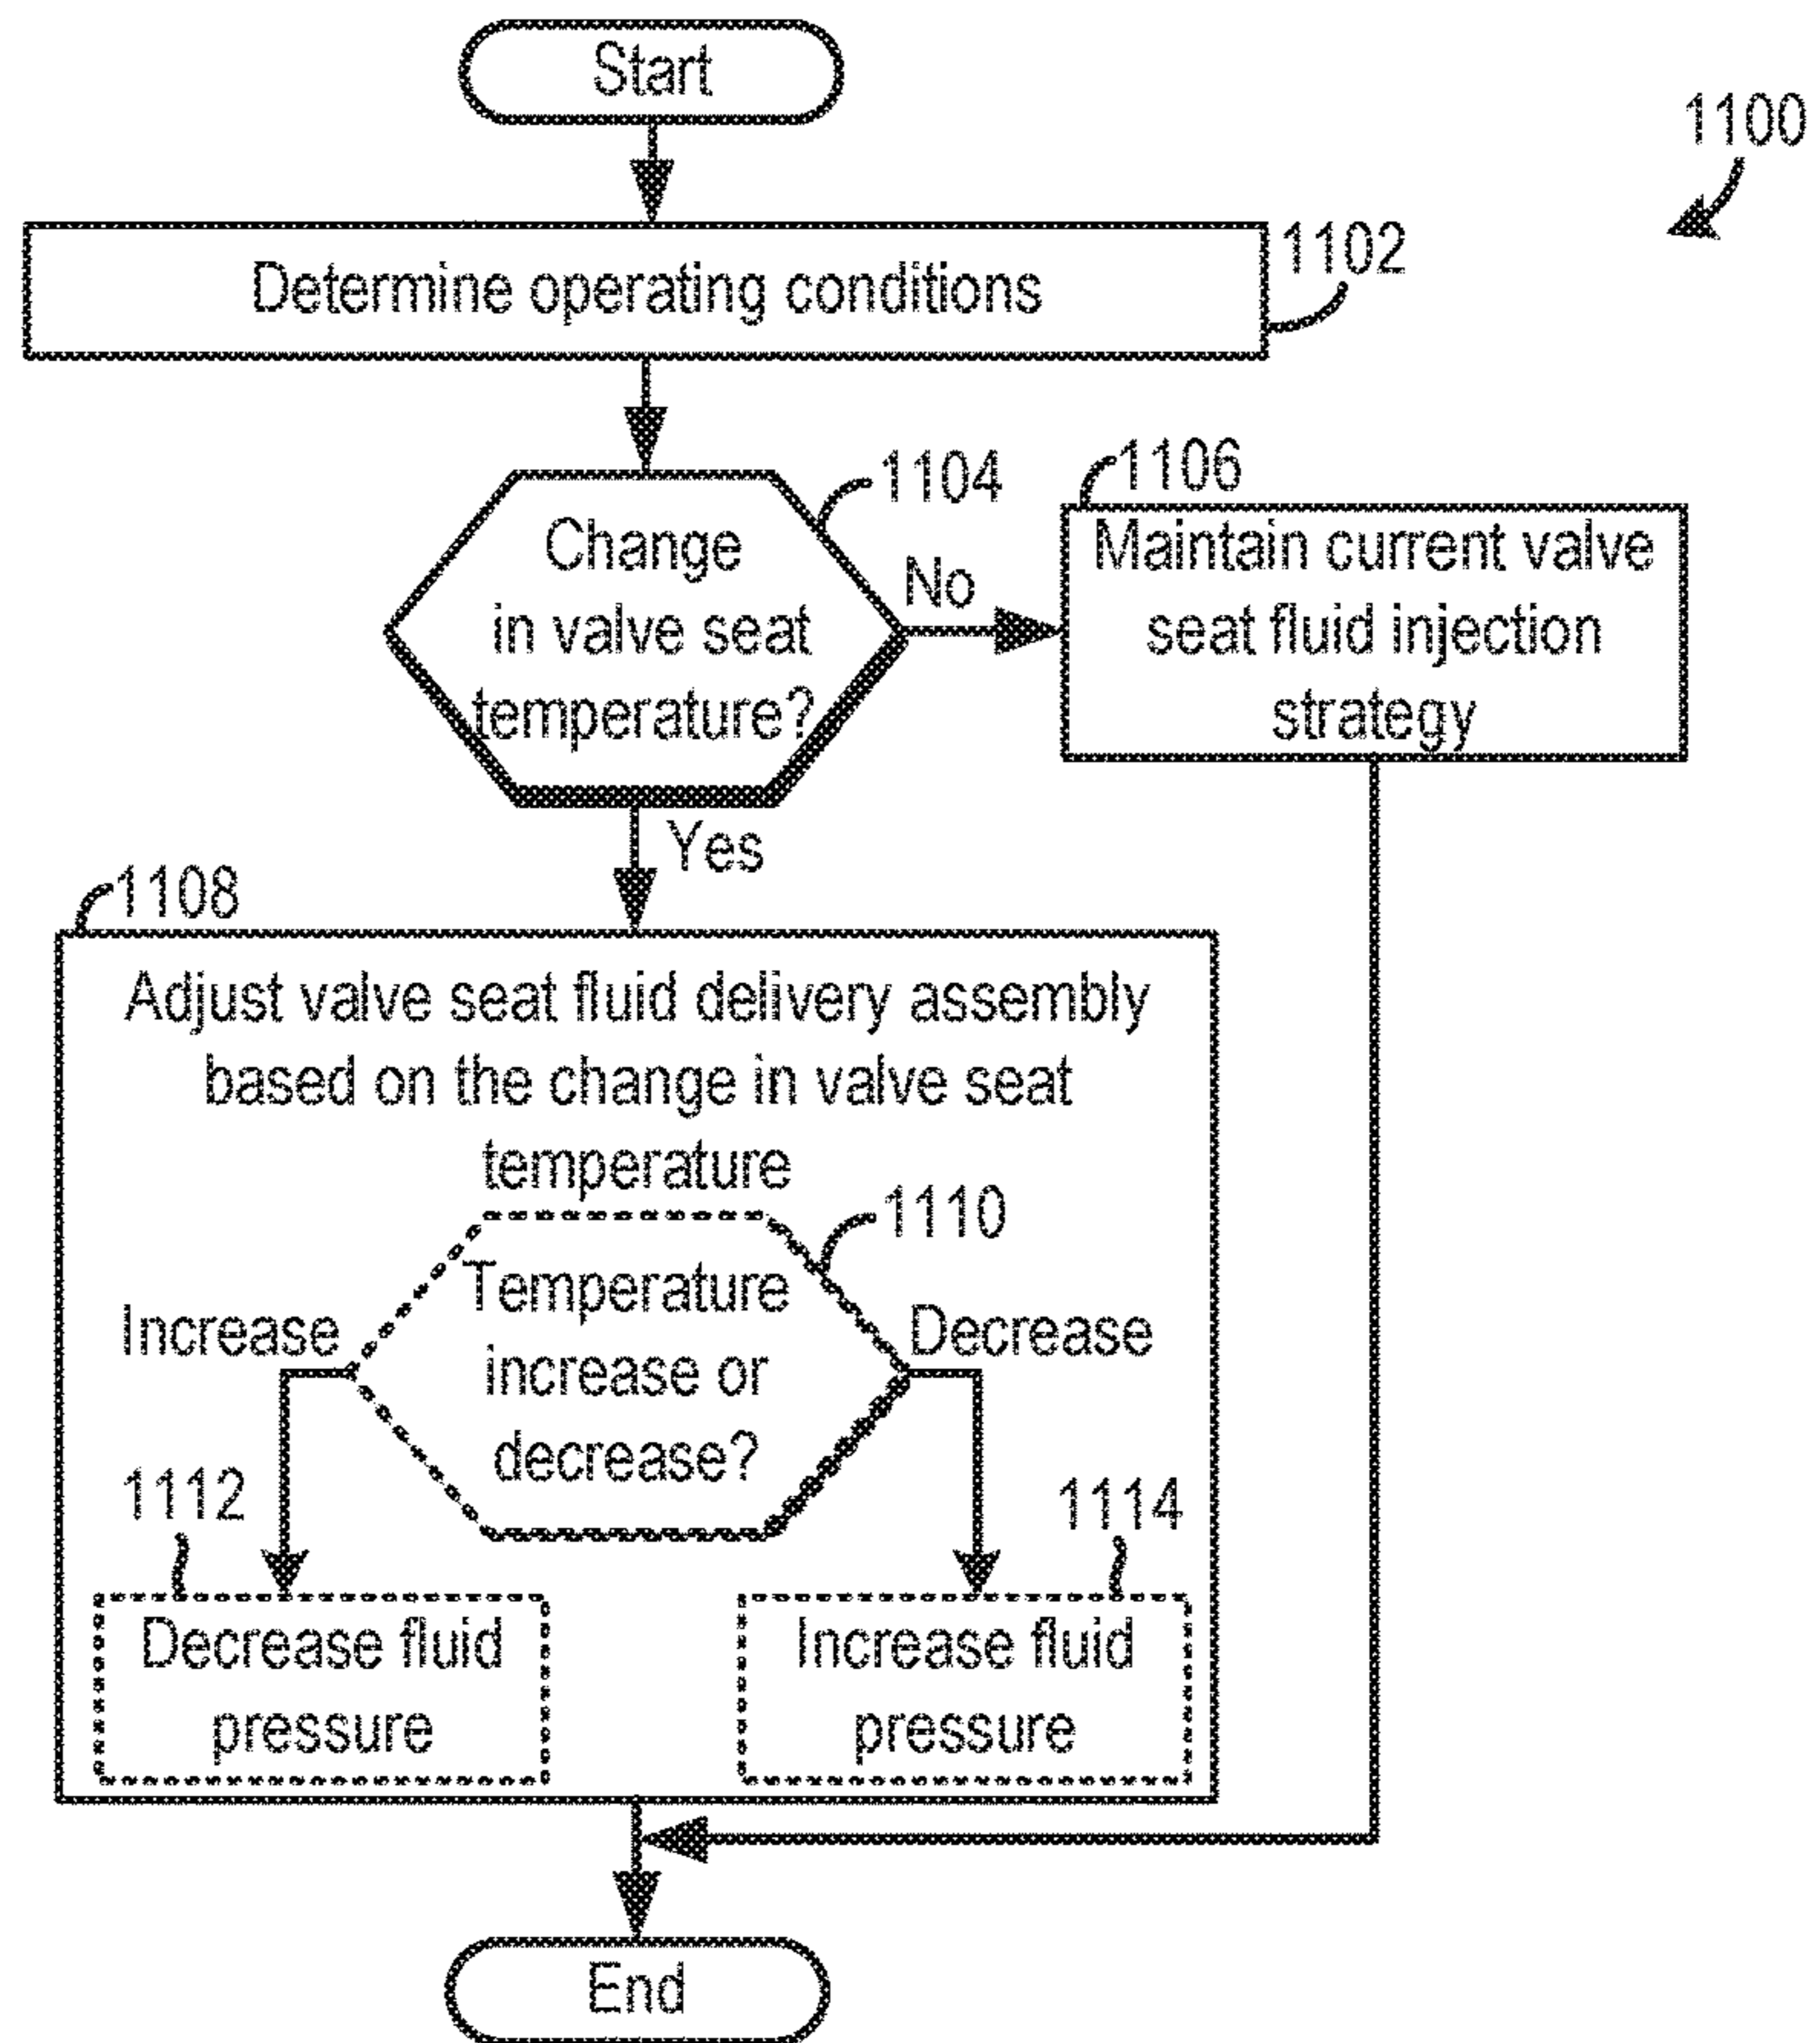 Start
1100
Determine operating conditions
1102
1104
Change
in valve seat
temperature?
No
1106
Maintain current valve
seat fluid injection
strategy
Yes
1108
Adjust valve seat fluid delivery assembly
based on the change in valve seat
temperature
1110
Temperature
increase or
decrease?
Increase
Decrease
1112
Decrease fluid
pressure
1114
Increase fluid
pressure
End